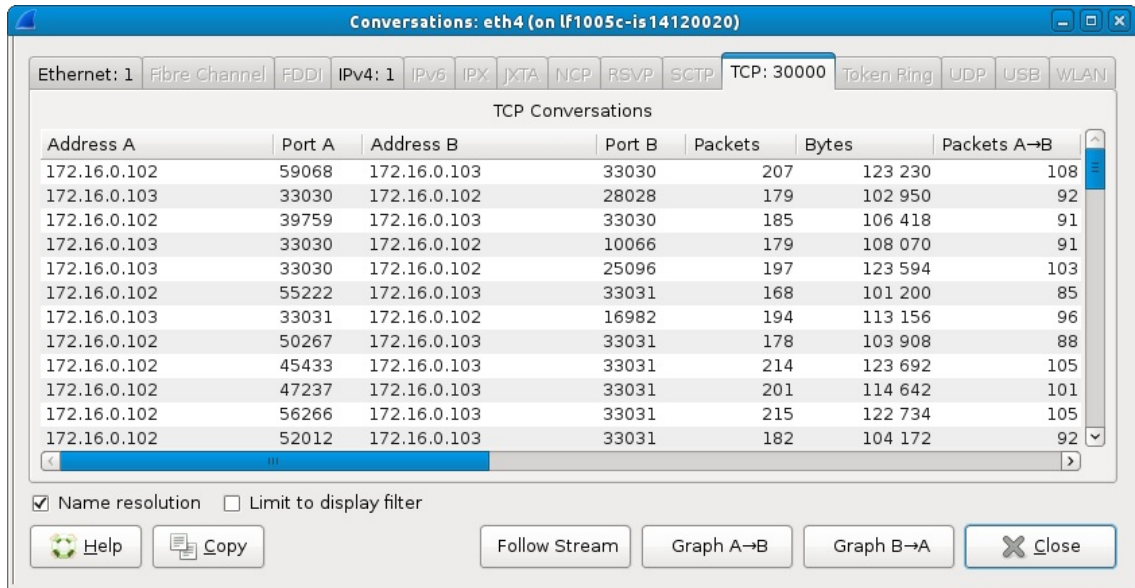 Conversations: eth4 (on lf1005c-is14120020)
Ethernet: 1 Fibre Channel FDDI IPv4: 1 IPv6 IPX JXTA NCP RSVP SCTP TCP: 30000 Token Ring UDP USB WLAN
TCP Conversations
Address A Port A Address B Port B Packets Bytes Packets A→B
172.16.0.102 59068 172.16.0.103 33030 207 123 230 108
172.16.0.103 33030 172.16.0.102 28028 179 102 950 92
172.16.0.102 39759 172.16.0.103 33030 185 106 418 91
172.16.0.103 33030 172.16.0.102 10066 179 108 070 91
172.16.0.103 33030 172.16.0.102 25096 197 123 594 103
172.16.0.102 55222 172.16.0.103 33031 168 101 200 85
172.16.0.103 33031 172.16.0.102 16982 194 113 156 96
172.16.0.102 50267 172.16.0.103 33031 178 103 908 88
172.16.0.102 45433 172.16.0.103 33031 214 123 692 105
172.16.0.102 47237 172.16.0.103 33031 201 114 642 101
172.16.0.102 56266 172.16.0.103 33031 215 122 734 105
172.16.0.102 52012 172.16.0.103 33031 182 104 172 92
Name resolution Limit to display filter
Help Copy Follow Stream Graph A→B Graph B→A Close